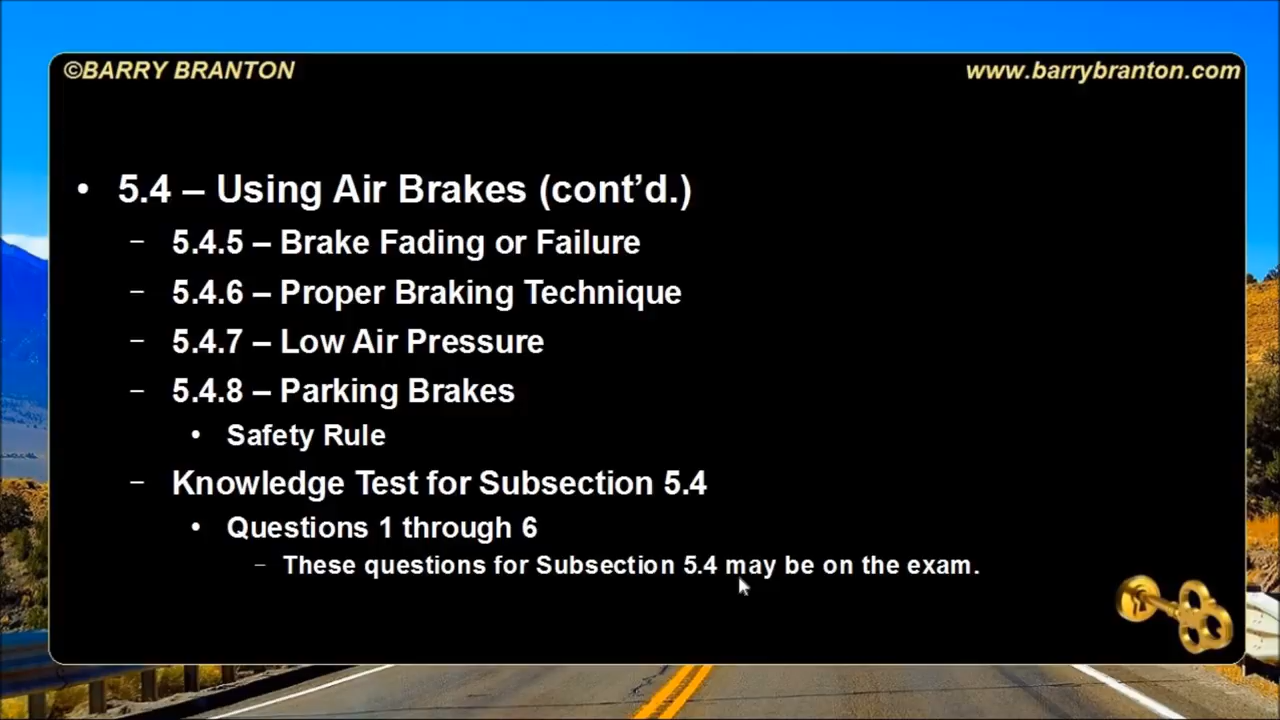 ©BARRY BRANTON
www.barrybranton.com
• 5.4 – Using Air Brakes (cont’d.)
– 5.4.5 – Brake Fading or Failure
– 5.4.6 – Proper Braking Technique
– 5.4.7 – Low Air Pressure
– 5.4.8 – Parking Brakes
• Safety Rule
– Knowledge Test for Subsection 5.4
• Questions 1 through 6
– These questions for Subsection 5.4 may be on the exam.